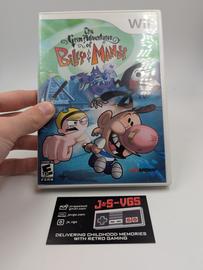 Wii
The
Grim Adventures
of
Billy & Mandy
E
J&S-VGS
DELIVERING CHILDHOOD MEMORIES
WITH RETRO GAMING